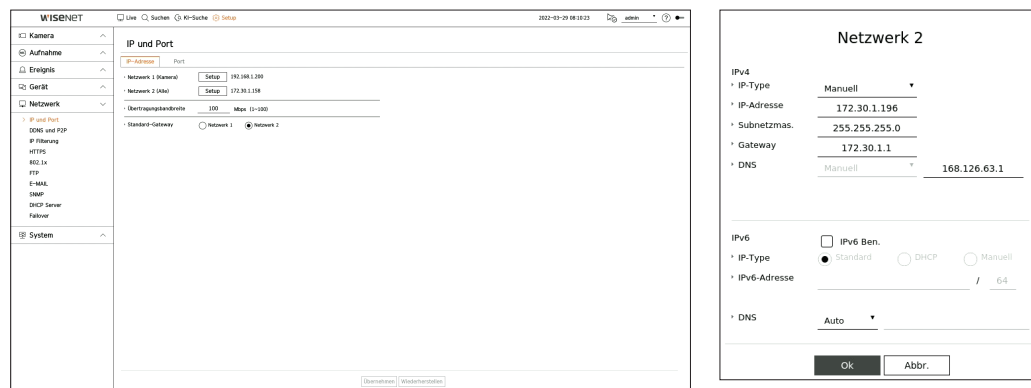 WISENET
Live Suchen KI-Suche Setup 2022-03-29 08:10:23 admin ?
Kamera
Aufnahme
Ereignis
Gerät
Netzwerk
IP und Port
DDNS und P2P
IP Filterung
HTTPS
802.1x
FTP
E-MAIL
SNMP
DHCP Server
Failover
System
IP und Port
IP-Adresse Port
Netzwerk 1 (Kamera) Setup 192.168.1.200
Netzwerk 2 (Alle) Setup 172.30.1.158
Übertragungsbandbreite 100 Mbps (1~100)
Standard-Gateway Netzwerk 1 Netzwerk 2
Übernehmen Wiederherstellen
Netzwerk 2
IPv4
IP-Type Manuell
IP-Adresse 172.30.1.196
Subnetzmas. 255.255.255.0
Gateway 172.30.1.1
DNS Manuell 168.126.63.1
IPv6 IPv6 Ben.
IP-Type Standard DHCP Manuell
IPv6-Adresse / 64
DNS Auto
Ok Abbr.